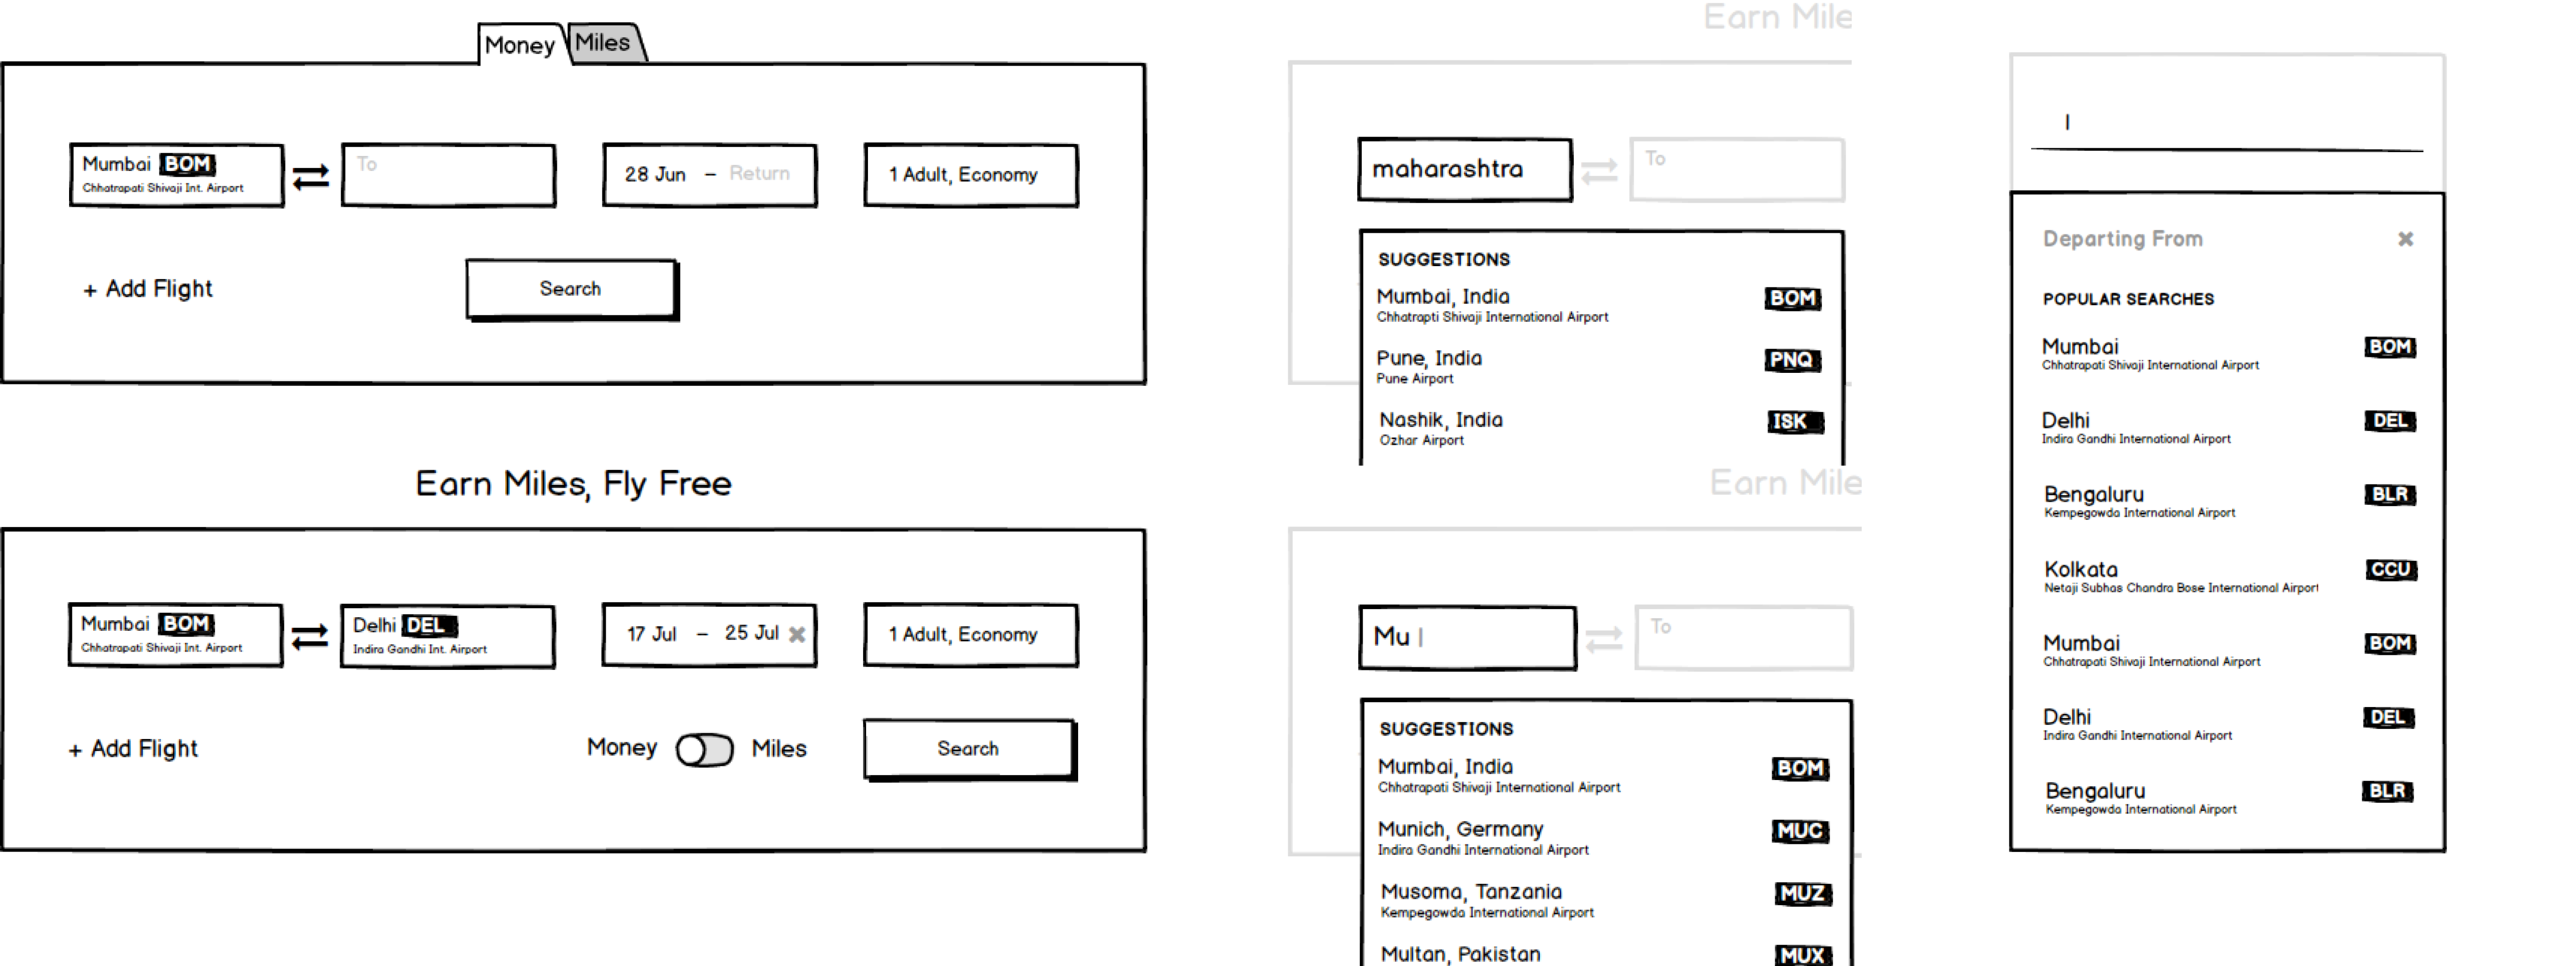 Money
Miles
Mumbai BOM
Chhatrapati Shivaji Int. Airport
To
28 Jun – Return
1 Adult, Economy
+ Add Flight
Search
Earn Miles, Fly Free
Mumbai BOM
Chhatrapati Shivaji Int. Airport
Delhi DEL
Indira Gandhi Int. Airport
17 Jul – 25 Jul
1 Adult, Economy
+ Add Flight
Money
Miles
Search
Earn Mile
maharashtra
To
SUGGESTIONS
Mumbai, India BOM
Chhatrapti Shivaji International Airport
Pune, India PNQ
Pune Airport
Nashik, India ISK
Ozhar Airport
Earn Mile
Mu
To
SUGGESTIONS
Mumbai, India BOM
Chhatrapati Shivaji International Airport
Munich, Germany MUC
Indira Gandhi International Airport
Musoma, Tanzania MUZ
Kempegowda International Airport
Multan, Pakistan MUX
Departing From
POPULAR SEARCHES
Mumbai BOM
Chhatrapati Shivaji International Airport
Delhi DEL
Indira Gandhi International Airport
Bengaluru BLR
Kempegowda International Airport
Kolkata CCU
Netaji Subhas Chandra Bose International Airport
Mumbai BOM
Chhatrapati Shivaji International Airport
Delhi DEL
Indira Gandhi International Airport
Bengaluru BLR
Kempegowda International Airport